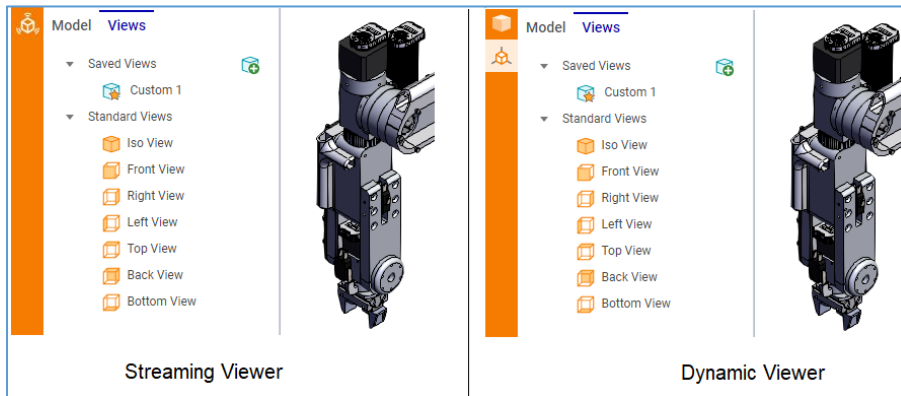 Model Views
Saved Views
Custom 1
Standard Views
Iso View
Front View
Right View
Left View
Top View
Back View
Bottom View
Streaming Viewer
Model Views
Saved Views
Custom 1
Standard Views
Iso View
Front View
Right View
Left View
Top View
Back View
Bottom View
Dynamic Viewer